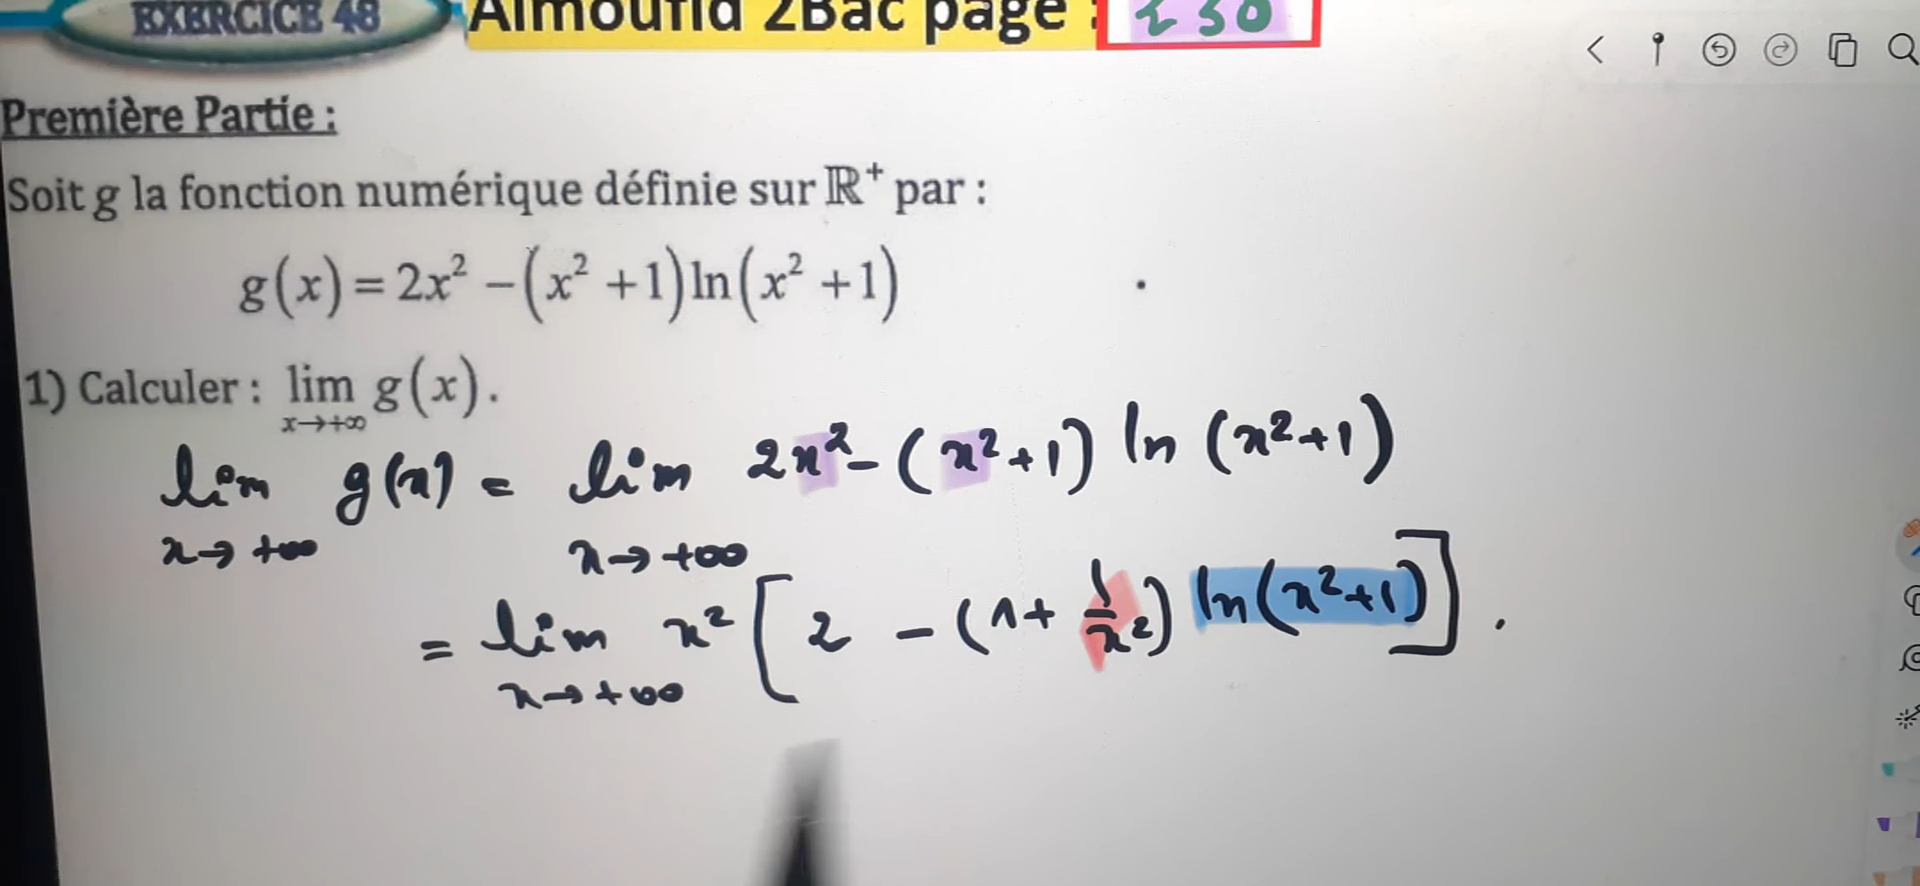 EXERCICE 48
Almoufid 2Bac page : 230
Première Partie :
Soit g la fonction numérique définie sur ℝ⁺ par :
g(x) = 2x² − (x² + 1) ln(x² + 1)
1) Calculer : lim g(x).
x→+∞
lim g(x) = lim 2x² − (x² + 1) ln (x² + 1)
x→ +∞ x→ +∞
= lim x² [ 2 − (1 + 1/x²) ln(x² + 1) ] .
x→ +∞